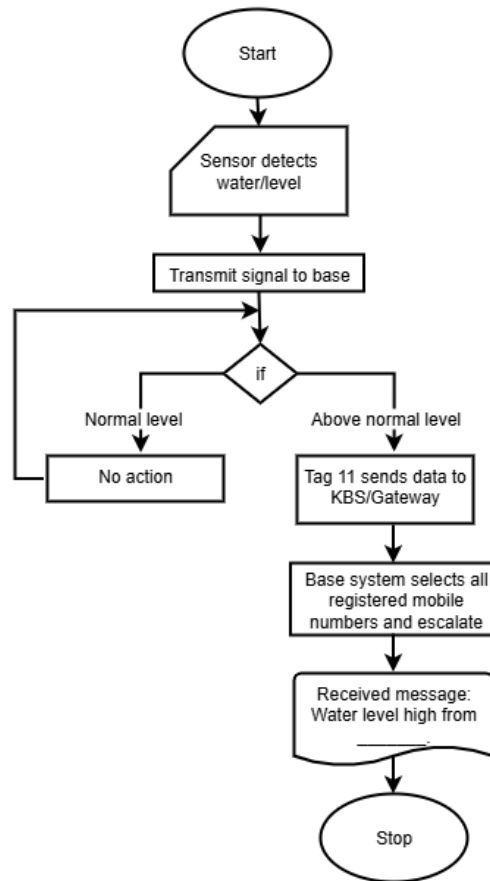 Start
Sensor detects
water/level
Transmit signal to base
if
Normal level
Above normal level
No action
Tag 11 sends data to
KBS/Gateway
Base system selects all
registered mobile
numbers and escalate
Received message:
Water level high from
_______.
Stop